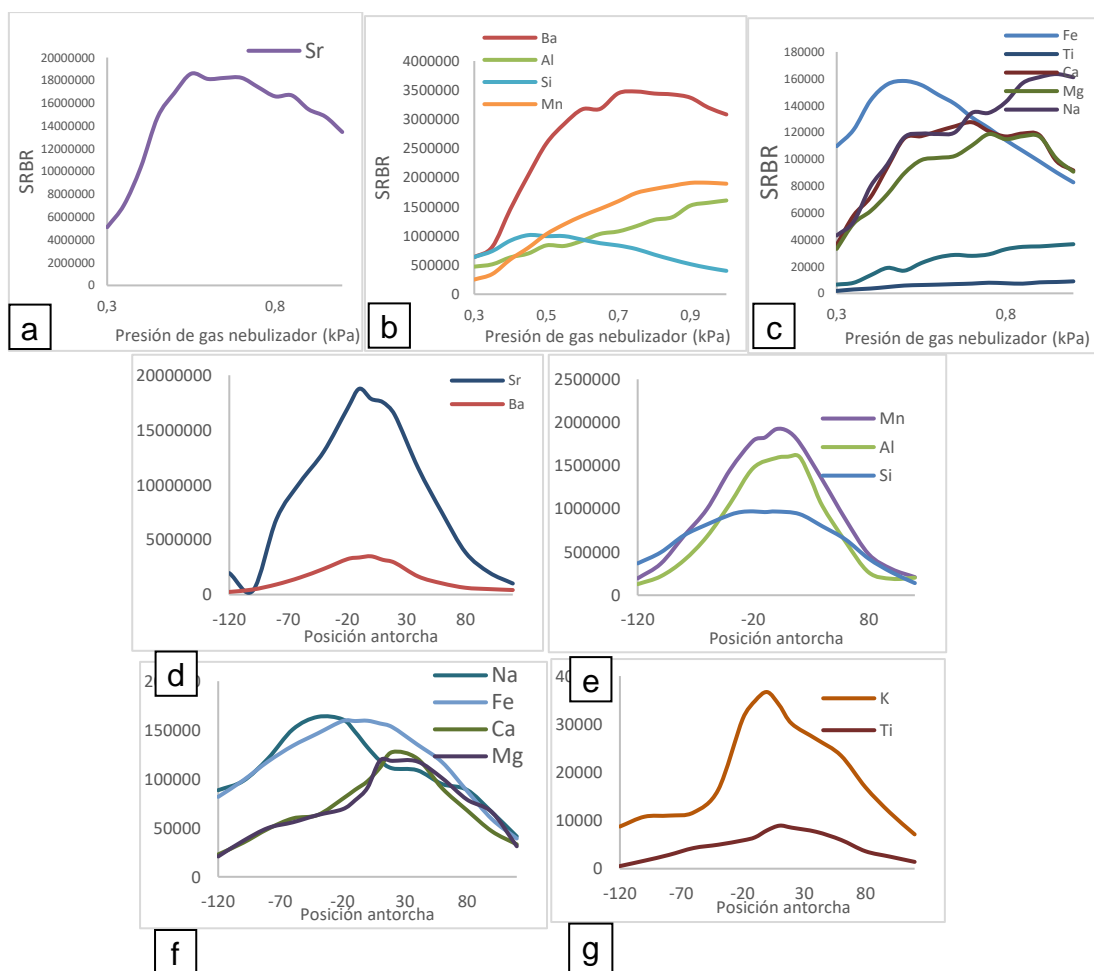 Sr
20000000
18000000
16000000
14000000
12000000
10000000
8000000
6000000
4000000
2000000
0
SRBR
0,3 0,8
Presión de gas nebulizador (kPa)
a
Ba
Al
Si
Mn
4000000
3500000
3000000
2500000
2000000
1500000
1000000
500000
0
SRBR
0,3 0,5 0,7 0,9
Presión de gas nebulizador (kPa)
b
Fe
Ti
Ca
Mg
Na
180000
160000
140000
120000
100000
80000
60000
40000
20000
0
SRBR
0,3 0,8
Presión de gas nebulizador (kPa)
c
Sr
Ba
20000000
15000000
10000000
5000000
0
-120 -70 -20 30 80
Posición antorcha
d
Mn
Al
Si
2500000
2000000
1500000
1000000
500000
0
-120 -20 80
Posición antorcha
e
Na
Fe
Ca
Mg
150000
100000
50000
0
-120 -70 -20 30 80
Posición antorcha
f
K
Ti
30000
20000
10000
0
-120 -70 -20 30 80
Posición antorcha
g